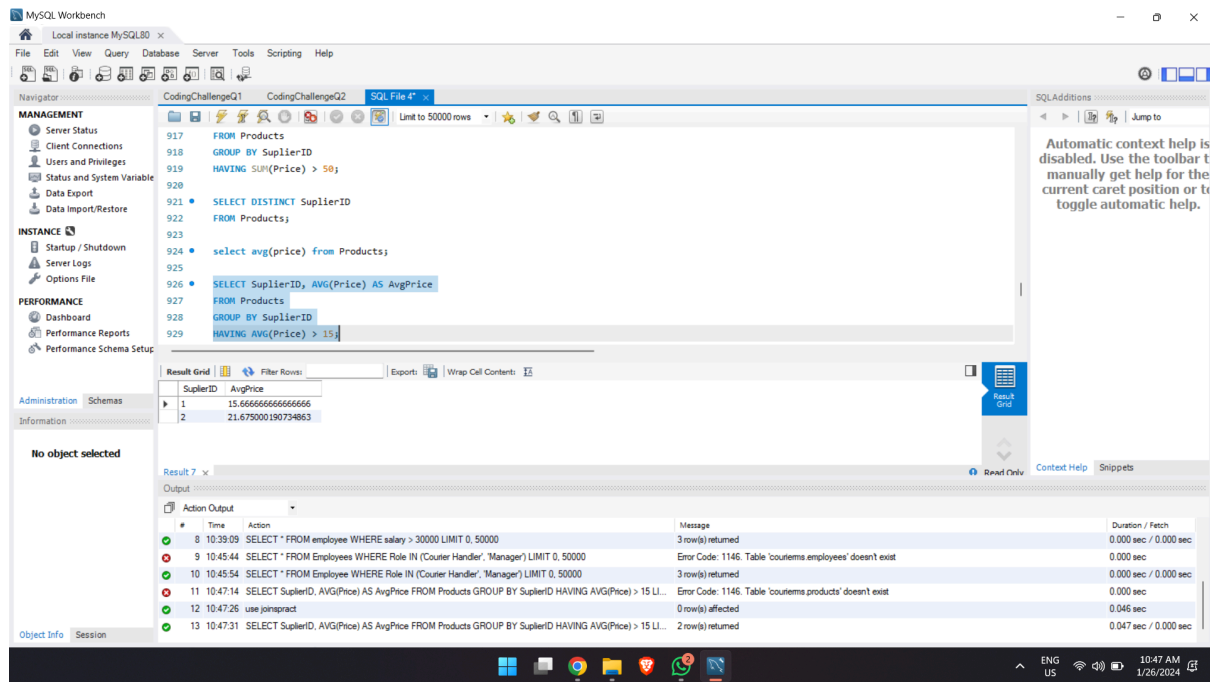 MySQL Workbench
Local instance MySQL80
File Edit View Query Database Server Tools Scripting Help
Navigator
MANAGEMENT
Server Status
Client Connections
Users and Privileges
Status and System Variable
Data Export
Data Import/Restore
INSTANCE
Startup / Shutdown
Server Logs
Options File
PERFORMANCE
Dashboard
Performance Reports
Performance Schema Setup
Administration Schemas
Information
No object selected
Object Info Session
CodingChallengeQ1 CodingChallengeQ2 SQL File 4*
Limit to 50000 rows
917 FROM Products
918 GROUP BY SuplierID
919 HAVING SUM(Price) > 50;
920
921 SELECT DISTINCT SuplierID
922 FROM Products;
923
924 select avg(price) from Products;
925
926 SELECT SuplierID, AVG(Price) AS AvgPrice
927 FROM Products
928 GROUP BY SuplierID
929 HAVING AVG(Price) > 15;
Result Grid Filter Rows: Export: Wrap Cell Content:
SuplierID AvgPrice
1 15.666666666666666
2 21.675000190734863
Result Grid
Result 7
Read Only
SQLAdditions
Jump to
Automatic context help is
disabled. Use the toolbar t
manually get help for the
current caret position or to
toggle automatic help.
Context Help Snippets
Output
Action Output
# Time Action Message Duration / Fetch
8 10:39:09 SELECT * FROM employee WHERE salary > 30000 LIMIT 0, 50000 3 row(s) returned 0.000 sec / 0.000 sec
9 10:45:44 SELECT * FROM Employees WHERE Role IN ('Courier Handler', 'Manager') LIMIT 0, 50000 Error Code: 1146. Table 'courierms.employees' doesn't exist 0.000 sec
10 10:45:54 SELECT * FROM Employee WHERE Role IN ('Courier Handler', 'Manager') LIMIT 0, 50000 3 row(s) returned 0.000 sec / 0.000 sec
11 10:47:14 SELECT SuplierID, AVG(Price) AS AvgPrice FROM Products GROUP BY SuplierID HAVING AVG(Price) > 15 LI... Error Code: 1146. Table 'courierms.products' doesn't exist 0.000 sec
12 10:47:26 use joinspract 0 row(s) affected 0.046 sec
13 10:47:31 SELECT SuplierID, AVG(Price) AS AvgPrice FROM Products GROUP BY SuplierID HAVING AVG(Price) > 15 LI... 2 row(s) returned 0.047 sec / 0.000 sec
2
ENG
US
10:47 AM
1/26/2024